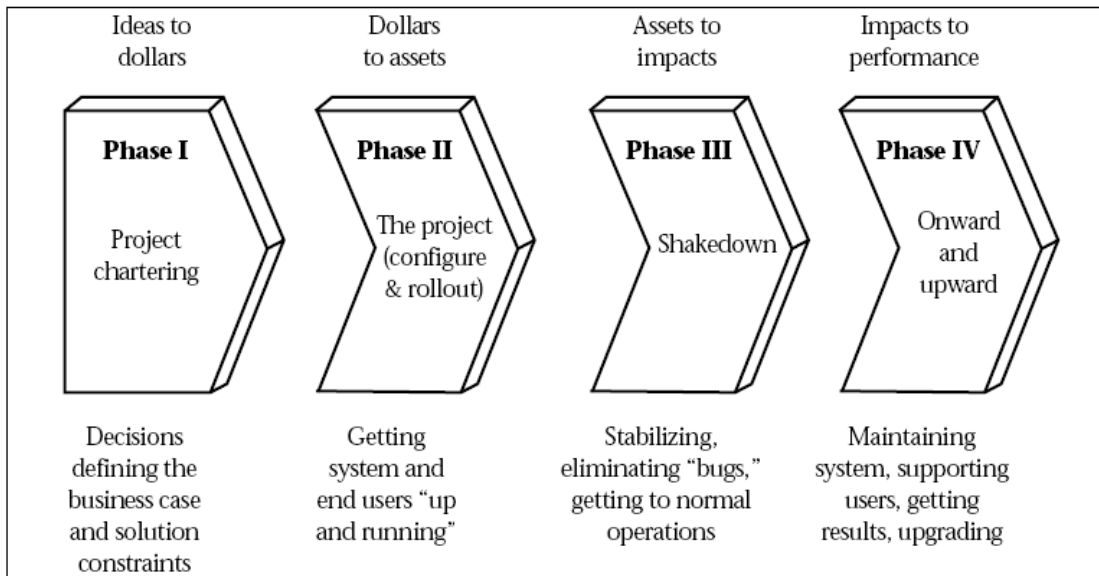 Ideas to
dollars
Dollars
to assets
Assets to
impacts
Impacts to
performance
Phase I
Project
chartering
Phase II
The project
(configure
& rollout)
Phase III
Shakedown
Phase IV
Onward
and
upward
Decisions
defining the
business case
and solution
constraints
Getting
system and
end users “up
and running”
Stabilizing,
eliminating “bugs,”
getting to normal
operations
Maintaining
system, supporting
users, getting
results, upgrading